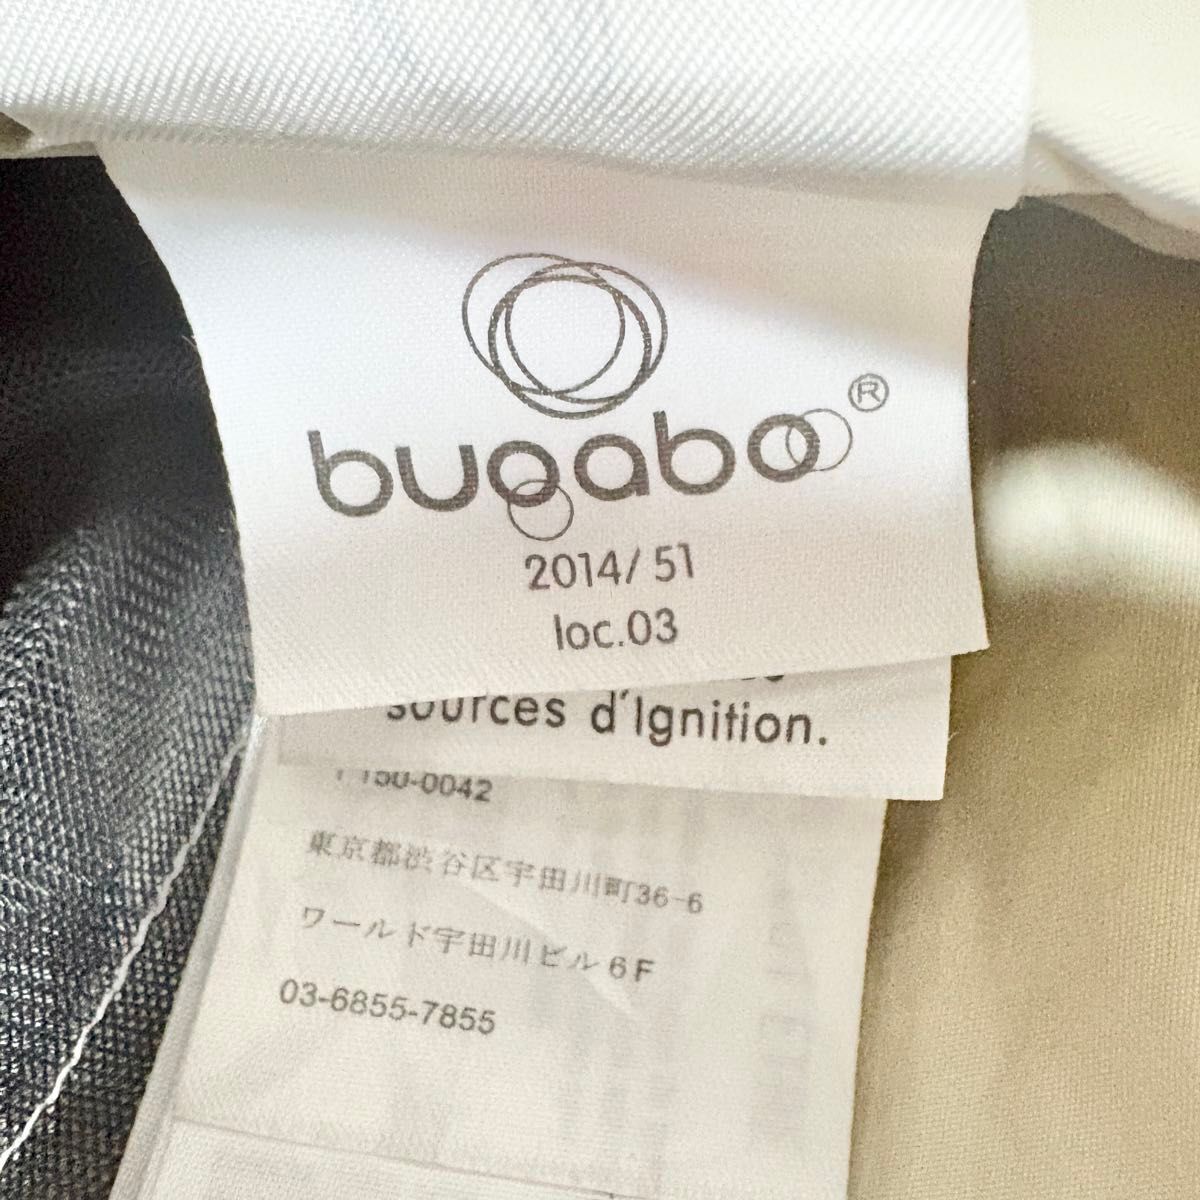 bugaboo®
2014/ 51
loc.03
sources d'Ignition.
150-0042
東京都渋谷区宇田川町36-6
ワールド宇田川ビル6F
03-6855-7855